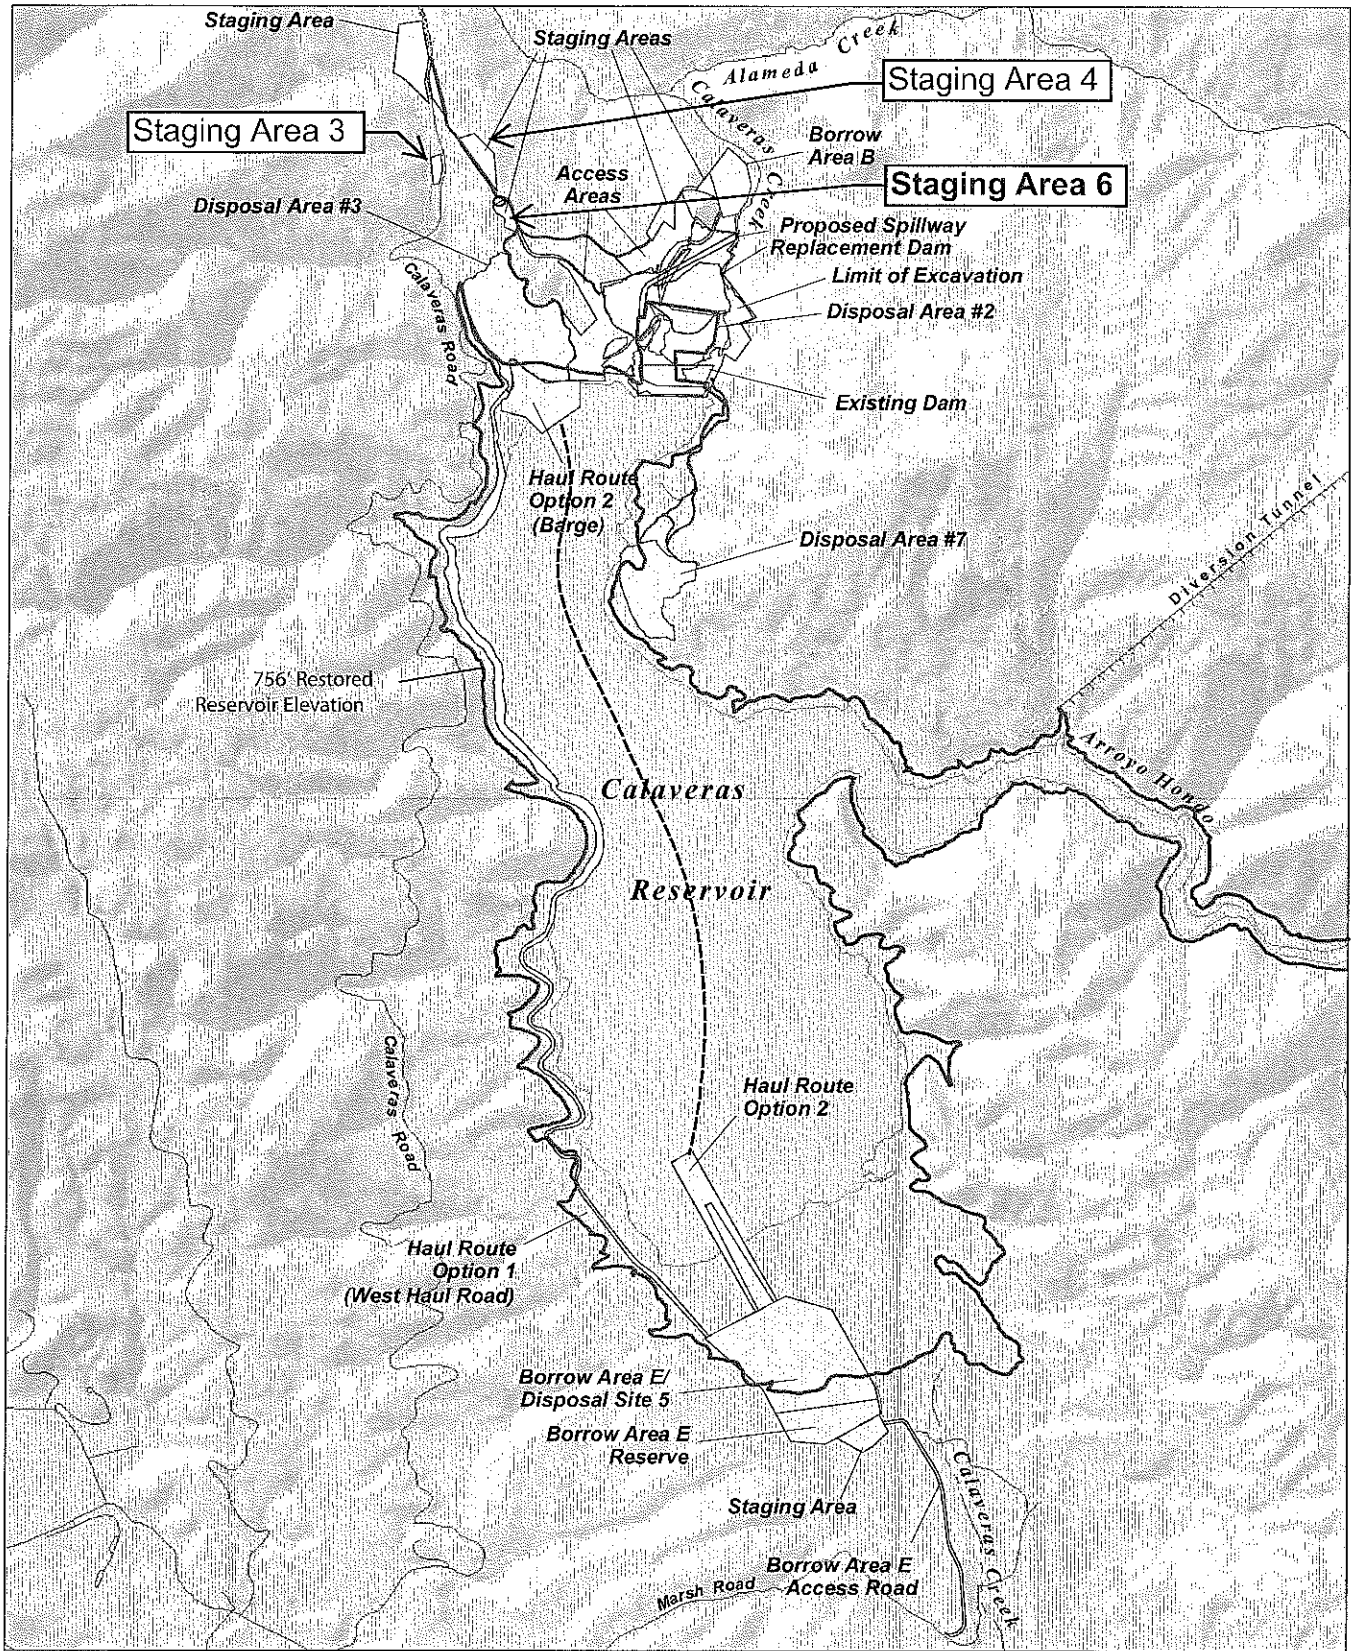 Staging Area
Staging Areas
Alameda Creek
Staging Area 4
Staging Area 3
Calaveras Creek
Borrow
Area B
Access
Areas
Staging Area 6
Disposal Area #3
Proposed Spillway
Replacement Dam
Limit of Excavation
Calaveras Road
Disposal Area #2
Existing Dam
Haul Route
Option 2
(Barge)
Disposal Area #7
Diversion Tunnel
756' Restored
Reservoir Elevation
Arroyo Hondo
Calaveras
Reservoir
Calaveras Road
Haul Route
Option 2
Haul Route
Option 1
(West Haul Road)
Borrow Area E/
Disposal Site 5
Borrow Area E
Reserve
Staging Area
Calaveras Creek
Borrow Area E
Access Road
Marsh Road